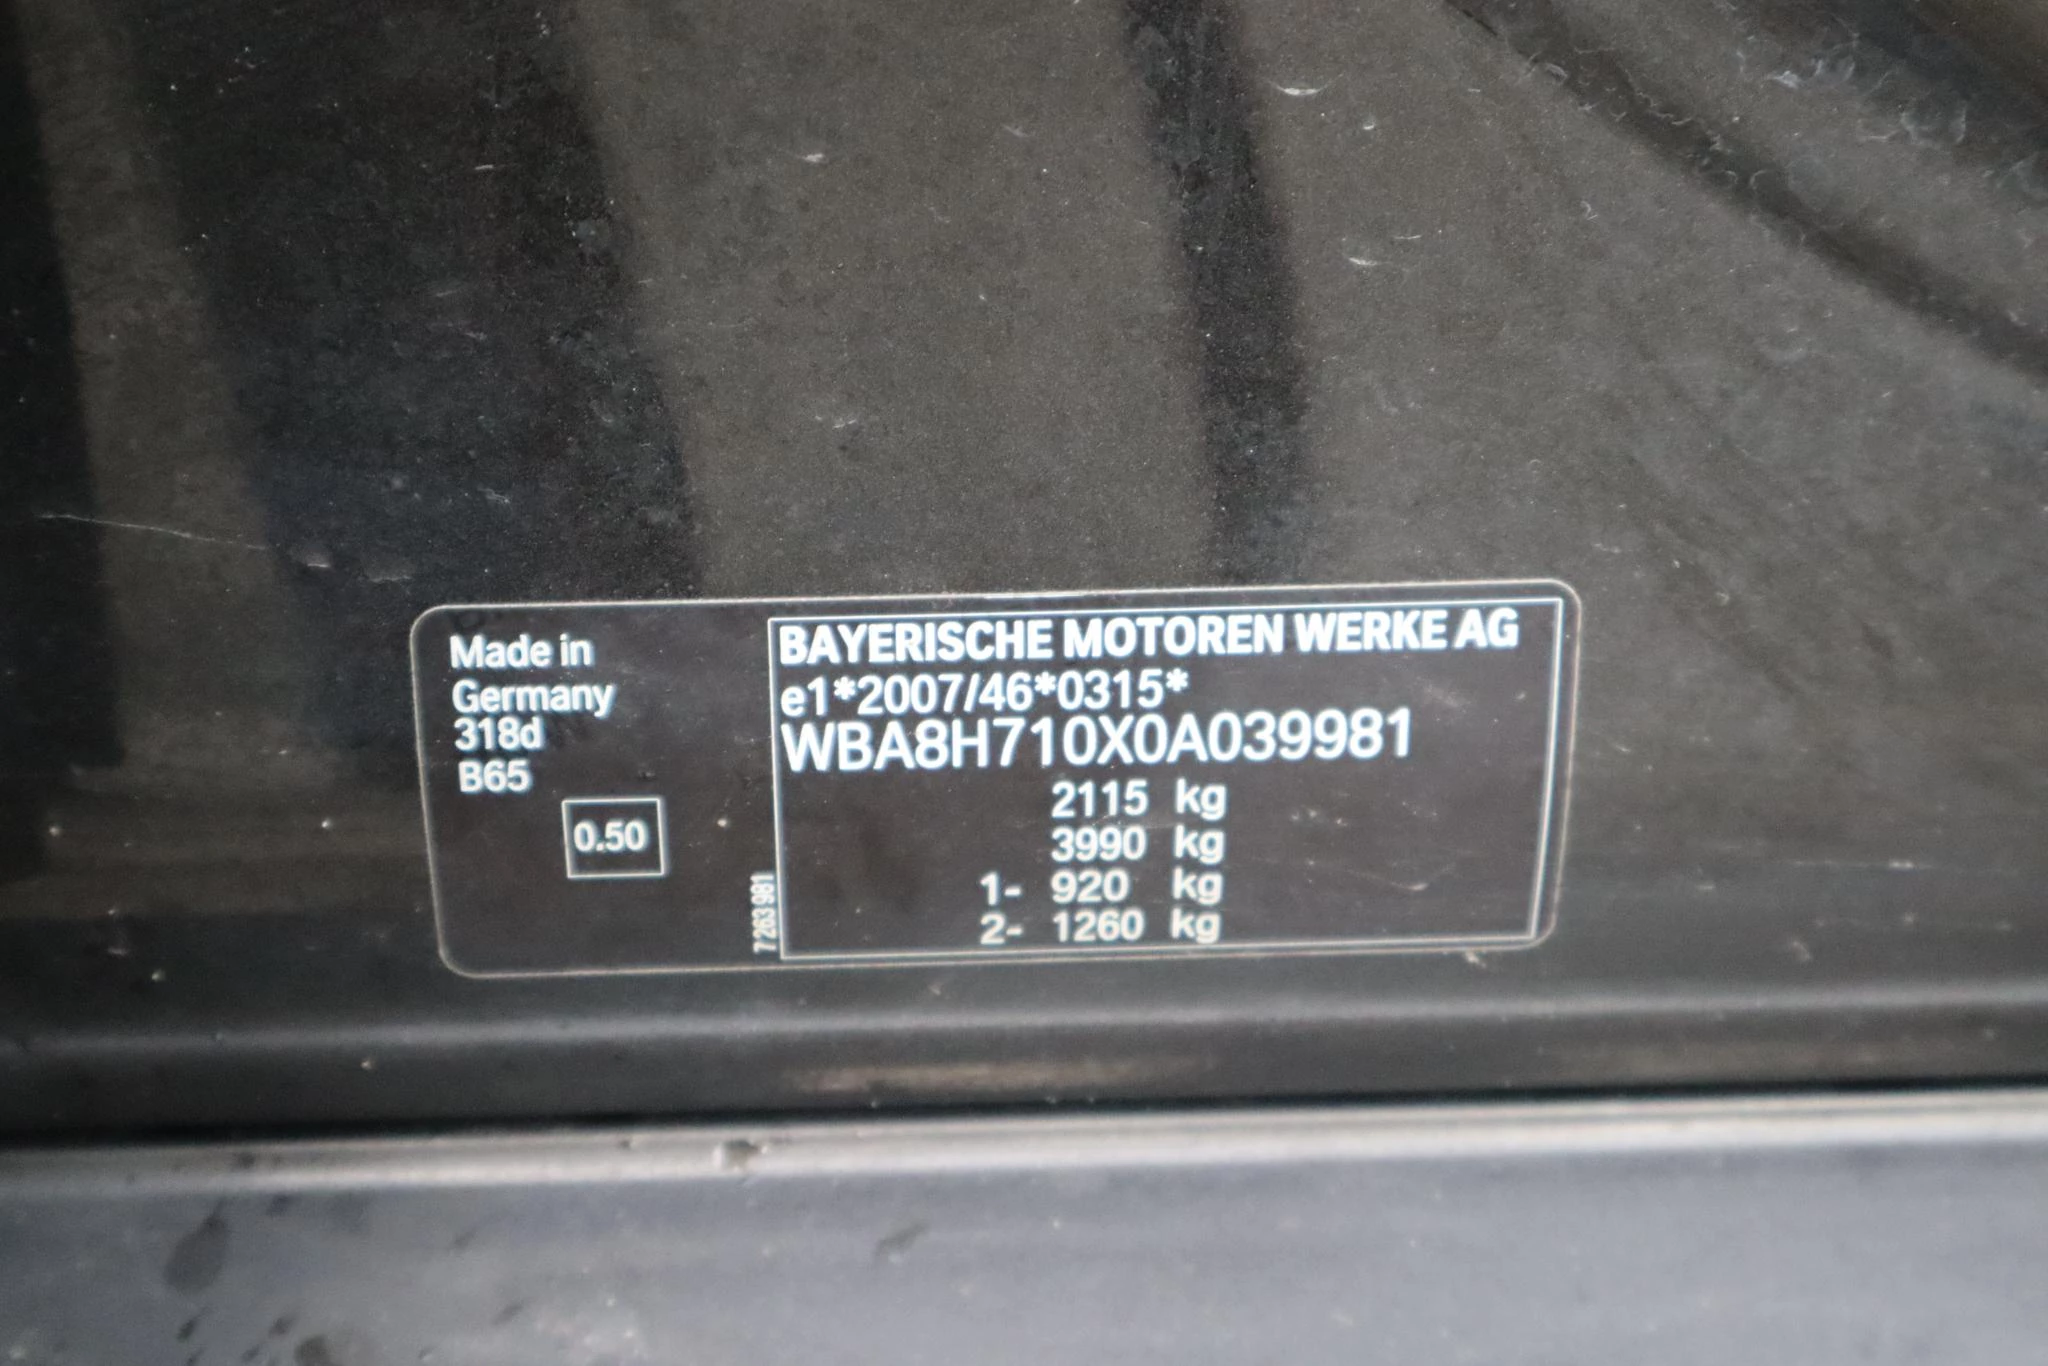 Made in
Germany
318d
B65
0.50
7 263 981
BAYERISCHE MOTOREN WERKE AG
e1*2007/46*0315*
WBA8H710X0A039981
2115 kg
3990 kg
1- 920 kg
2- 1260 kg